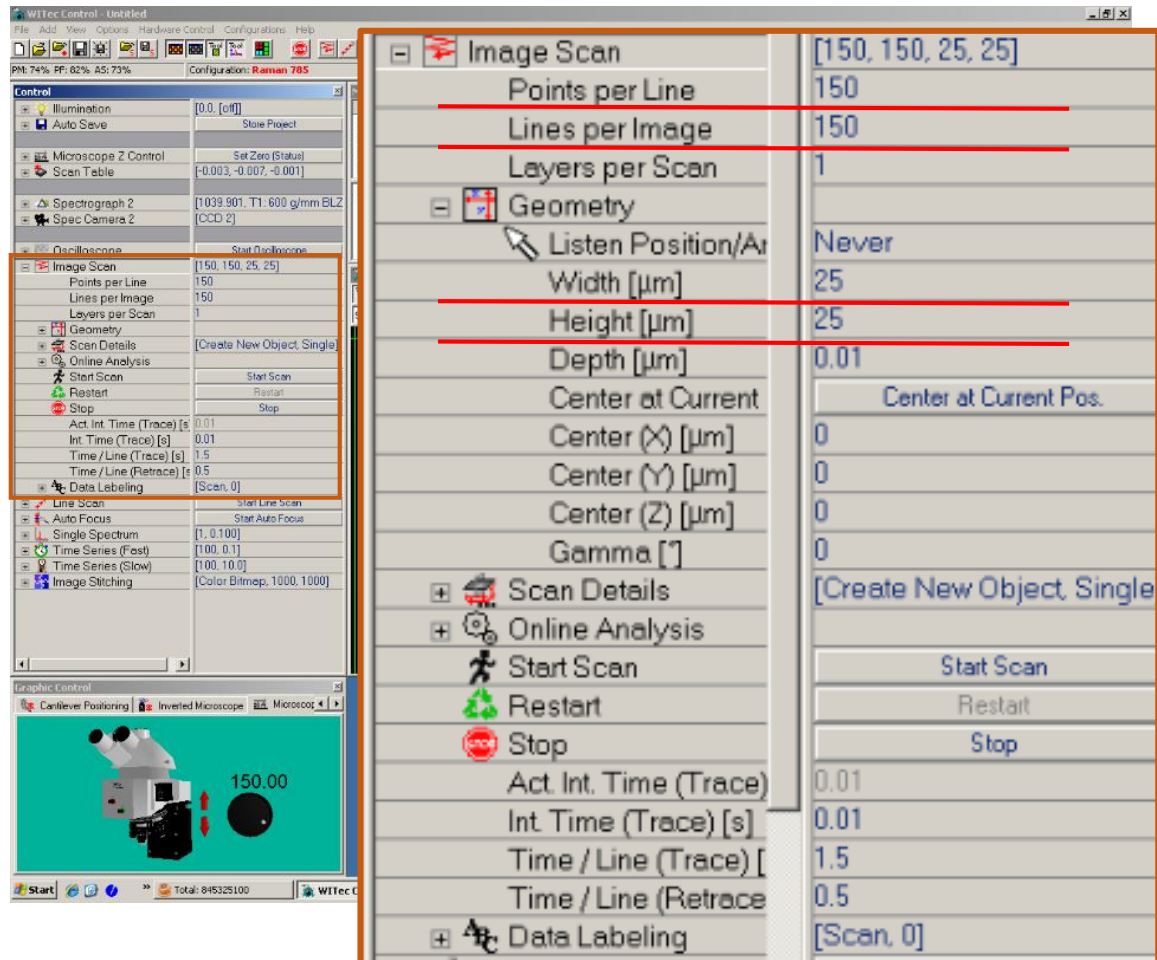 WITec Control - Untitled
File Add View Options Hardware Control Configurations Help
PM: 74% PF: 82% AS: 73% Configuration: Raman 785
Control
Illumination [0.0, [off]]
Auto Save Store Project
Microscope Z Control Set Zero (Status)
Scan Table [-0.003, -0.007, -0.001]
Spectrograph 2 [1039.901, T1: 600 g/mm BLZ
Spec Camera 2 [CCD 2]
Oscilloscope Start Oscilloscope
Image Scan [150, 150, 25, 25]
Points per Line 150
Lines per Image 150
Layers per Scan 1
Geometry
Scan Details [Create New Object, Single]
Online Analysis
Start Scan Start Scan
Restart Restart
Stop Stop
Act. Int. Time (Trace) [s 0.01
Int. Time (Trace) [s] 0.01
Time / Line (Trace) [s] 1.5
Time / Line (Retrace) [s 0.5
Data Labeling [Scan, 0]
Line Scan Start Line Scan
Auto Focus Start Auto Focus
Single Spectrum [1, 0.100]
Time Series (Fast) [100, 0.1]
Time Series (Slow) [100, 10.0]
Image Stitching [Color Bitmap, 1000, 1000]
Graphic Control
Cantilever Positioning Inverted Microscope Microscop
150.00
Start » Total: 845325100 WITec C
Image Scan [150, 150, 25, 25]
Points per Line 150
Lines per Image 150
Layers per Scan 1
Geometry
Listen Position/Ar Never
Width [µm] 25
Height [µm] 25
Depth [µm] 0.01
Center at Current Center at Current Pos.
Center (X) [µm] 0
Center (Y) [µm] 0
Center (Z) [µm] 0
Gamma [°] 0
Scan Details [Create New Object, Single
Online Analysis
Start Scan Start Scan
Restart Restart
STOP Stop Stop
Act. Int. Time (Trace) 0.01
Int. Time (Trace) [s] 0.01
Time / Line (Trace) [ 1.5
Time / Line (Retrace 0.5
ABC Data Labeling [Scan, 0]